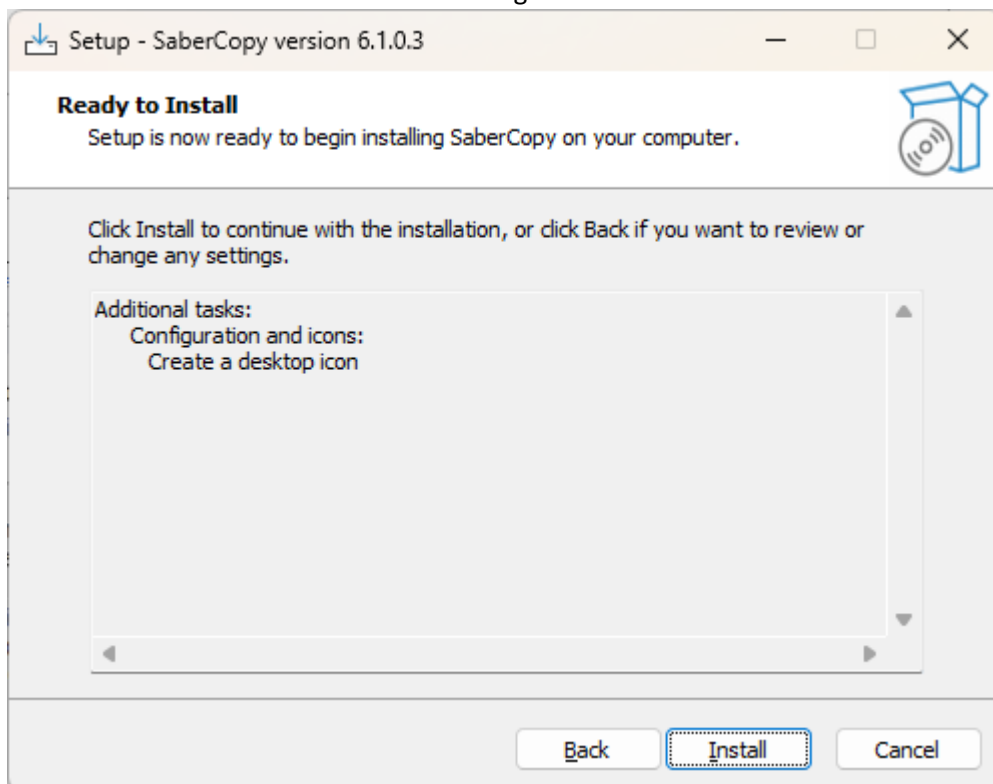 Setup - SaberCopy version 6.1.0.3
Ready to Install
Setup is now ready to begin installing SaberCopy on your computer.
Click Install to continue with the installation, or click Back if you want to review or
change any settings.
Additional tasks:
Configuration and icons:
Create a desktop icon
Back
Install
Cancel